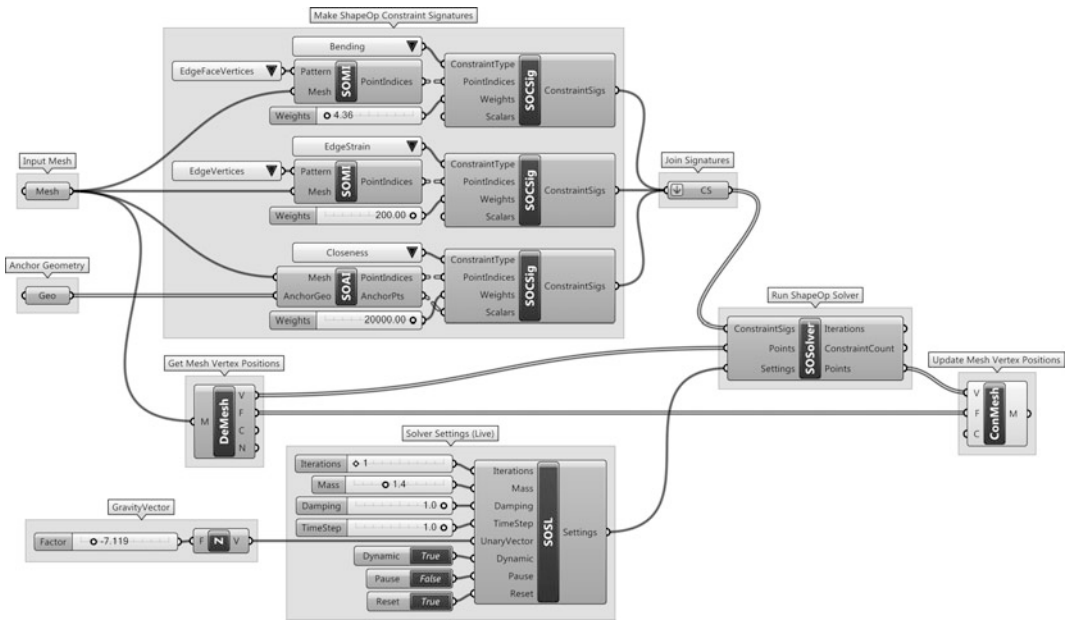 Make ShapeOp Constraint Signatures
Bending
EdgeFaceVertices
Pattern
Mesh
SOMI
PointIndices
Weights
4.36
ConstraintType
PointIndices
Weights
Scalars
SOCSig
ConstraintSigs
EdgeStrain
EdgeVertices
Pattern
Mesh
SOMI
PointIndices
Weights
200.00
ConstraintType
PointIndices
Weights
Scalars
SOCSig
ConstraintSigs
Closeness
Mesh
AnchorGeo
SOAI
PointIndices
AnchorPts
Weights
20000.00
ConstraintType
PointIndices
Weights
Scalars
SOCSig
ConstraintSigs
Input Mesh
Mesh
Anchor Geometry
Geo
Join Signatures
CS
Run ShapeOp Solver
ConstraintSigs
Points
Settings
SOSolver
Iterations
ConstraintCount
Points
Update Mesh Vertex Positions
V
F
C
ConMesh
M
Get Mesh Vertex Positions
M
DeMesh
V
F
C
N
Solver Settings (Live)
Iterations
1
Mass
1.4
Damping
1.0
TimeStep
1.0
Dynamic
True
Pause
False
Reset
True
Iterations
Mass
Damping
TimeStep
UnaryVector
Dynamic
Pause
Reset
SOSL
Settings
GravityVector
Factor
-7.119
F
Z
V